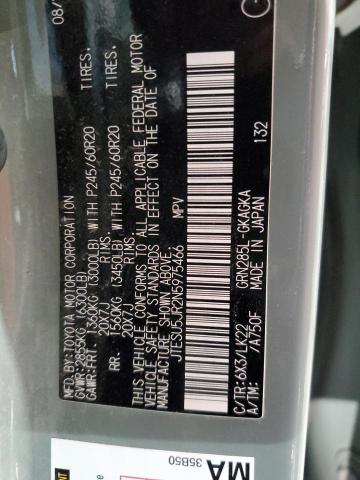 08/
MFD. BY: TOYOTA MOTOR CORPORATION
GVWR: 2855KG (6300LB)
GAWR: FRT. 1360KG (3000LB) WITH P245/60R20 TIRES.
20X7J RIMS.
RR. 1560KG (3450LB) WITH P245/60R20 TIRES.
20X7J RIMS.
THIS VEHICLE CONFORMS TO ALL APPLICABLE FEDERAL MOTOR
VEHICLE SAFETY STANDARDS IN EFFECT ON THE DATE OF
MANUFACTURE SHOWN ABOVE.
JTESU5JR2N5975466 MPV
C/TR: 6X3/LK22 GRN285L-GKAGKA
A/TM: /A750F MADE IN JAPAN
132
MA
35B50